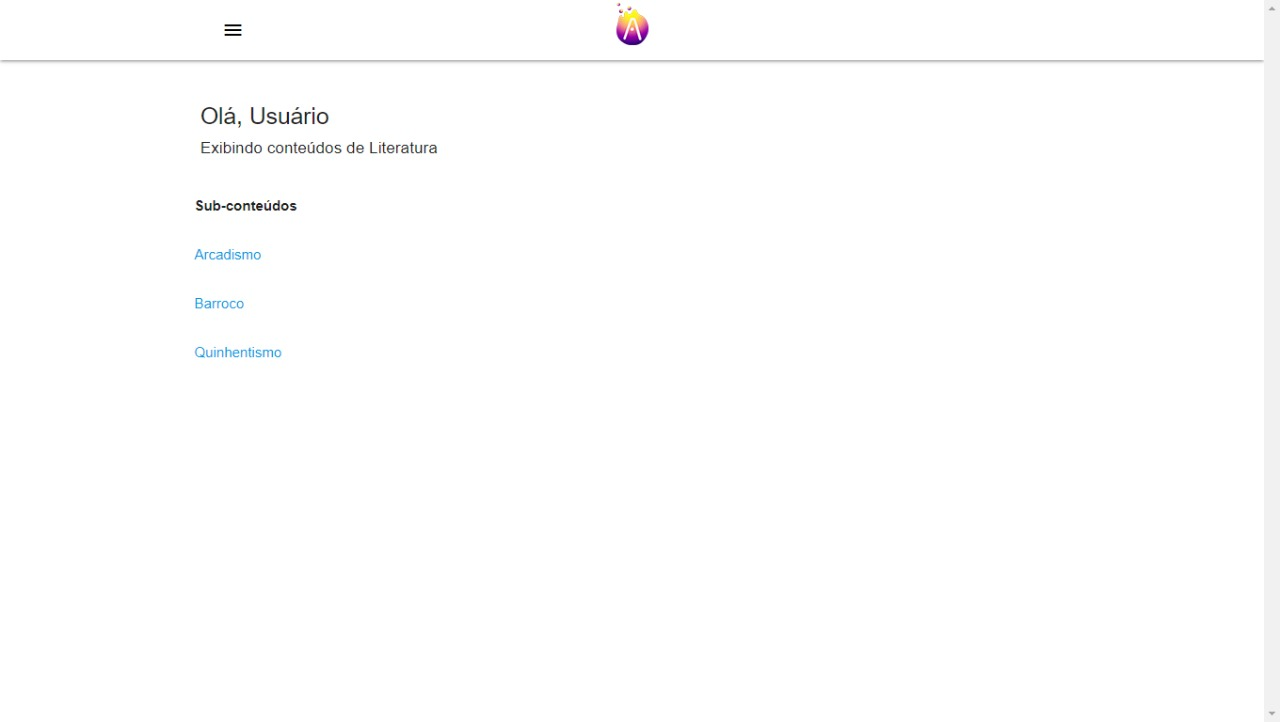 Olá, Usuário
Exibindo conteúdos de Literatura
Sub-conteúdos
Arcadismo
Barroco
Quinhentismo